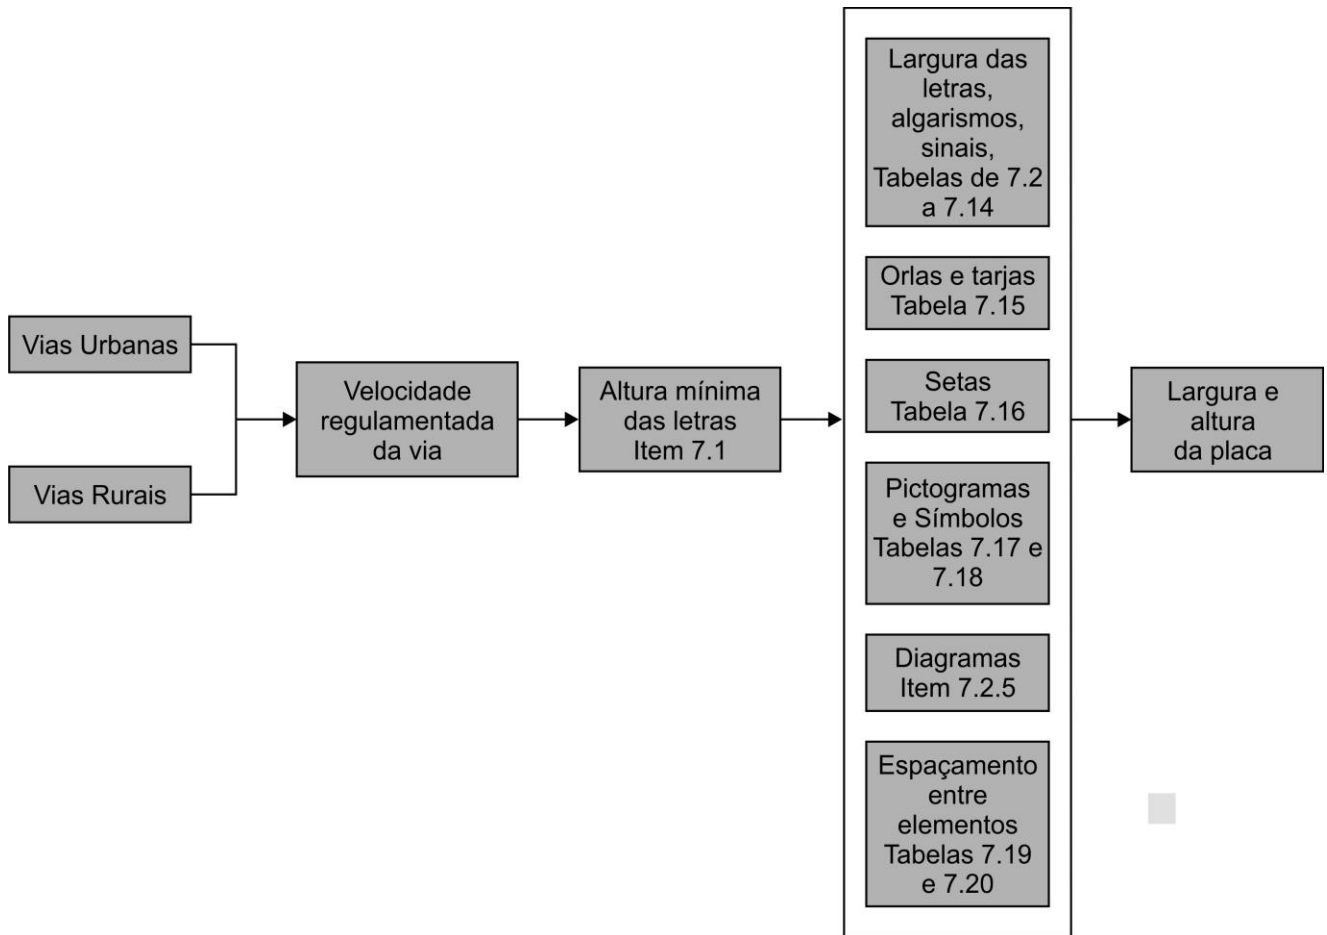 Vias Urbanas
Vias Rurais
Velocidade
regulamentada
da via
Altura mínima
das letras
Item 7.1
Largura das
letras,
algarismos,
sinais,
Tabelas de 7.2
a 7.14
Orlas e tarjas
Tabela 7.15
Setas
Tabela 7.16
Pictogramas
e Símbolos
Tabelas 7.17 e
7.18
Diagramas
Item 7.2.5
Espaçamento
entre
elementos
Tabelas 7.19
e 7.20
Largura e
altura
da placa